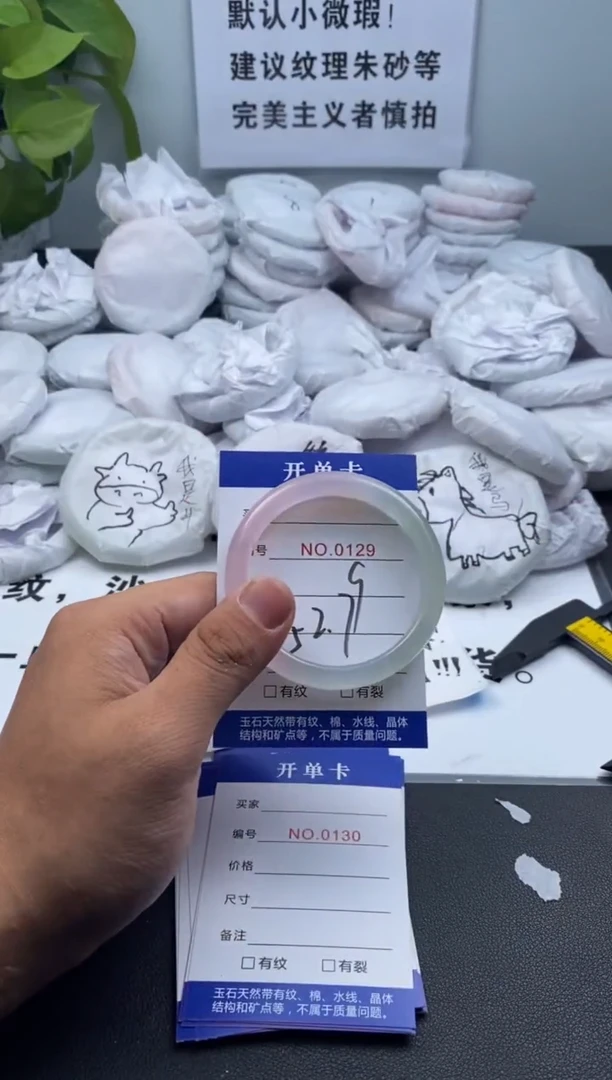 默认小微瑕!
建议纹理朱砂等
完美主义者慎拍
我是牛
纹,
开单卡
号 NO.0129
52.7
□有纹 □有裂
玉石天然带有纹、棉、水线、晶体
结构和矿点等,不属于质量问题。
!!!
。
开单卡
买家
编号 NO.0130
价格
尺寸
备注
□有纹 □有裂
玉石天然带有纹、棉、水线、晶体
结构和矿点等,不属于质量问题。